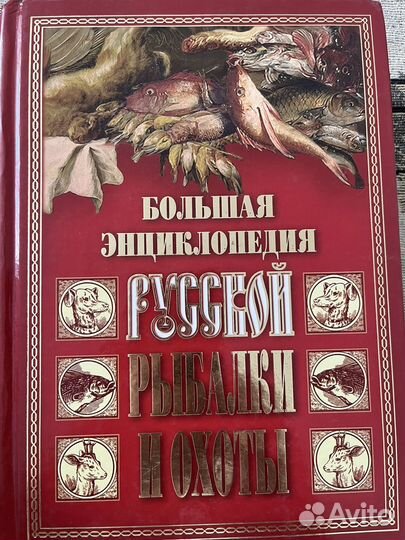 БОЛЬШАЯ
ЭНЦИКЛОПЕДИЯ
РУССКОЙ
РЫБАЛКИ
И ОХОТЫ
Avito